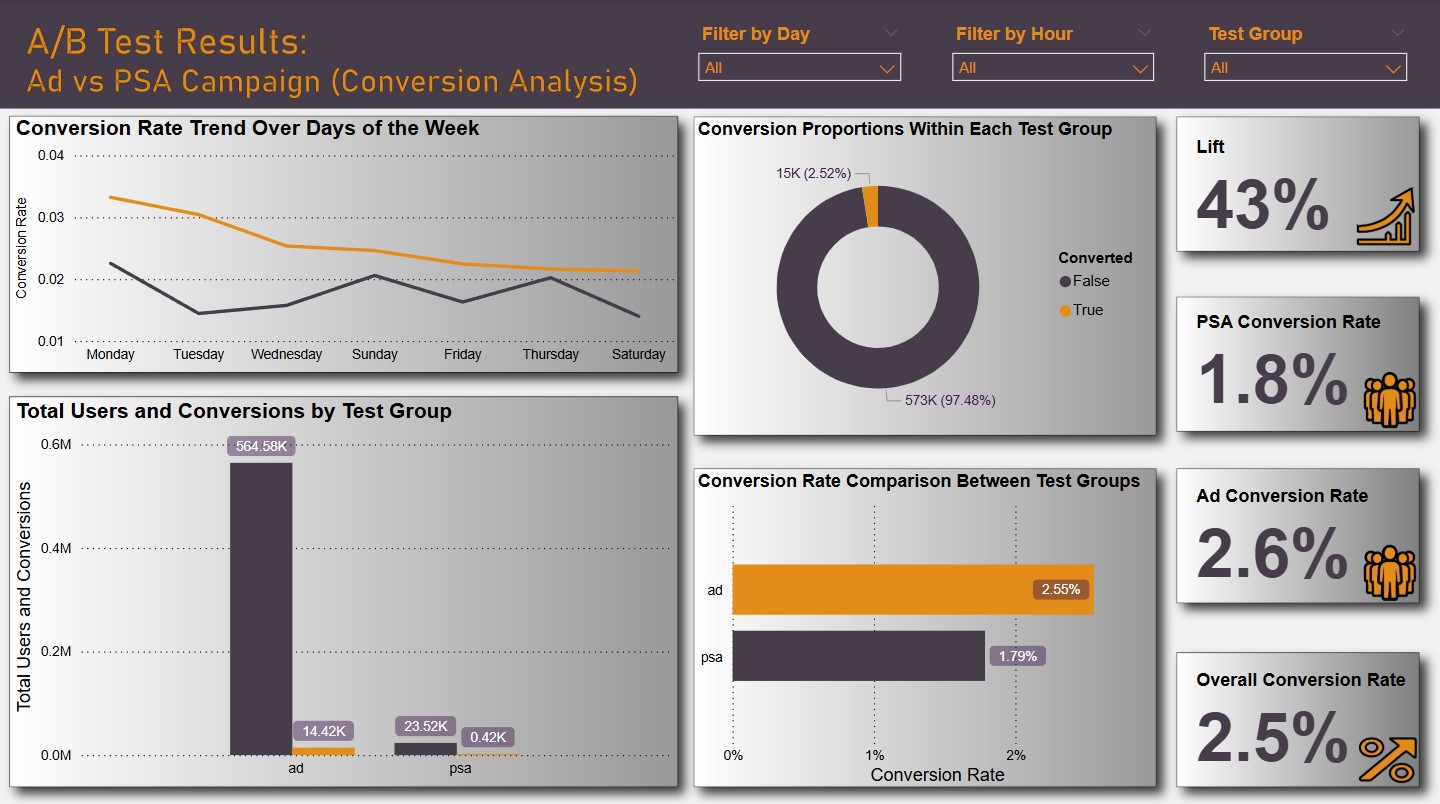 A/B Test Results:
Ad vs PSA Campaign (Conversion Analysis)
Filter by Day
All
Filter by Hour
All
Test Group
All
Conversion Rate Trend Over Days of the Week
Conversion Rate
0.04
0.03
0.02
0.01
Monday Tuesday Wednesday Sunday Friday Thursday Saturday
Conversion Proportions Within Each Test Group
15K (2.52%)
573K (97.48%)
Converted
False
True
Lift
43%
PSA Conversion Rate
1.8%
Ad Conversion Rate
2.6%
Overall Conversion Rate
2.5%
Total Users and Conversions by Test Group
Total Users and Conversions
0.6M
0.4M
0.2M
0.0M
564.58K
14.42K
23.52K
0.42K
ad psa
Conversion Rate Comparison Between Test Groups
ad
2.55%
psa
1.79%
0% 1% 2%
Conversion Rate